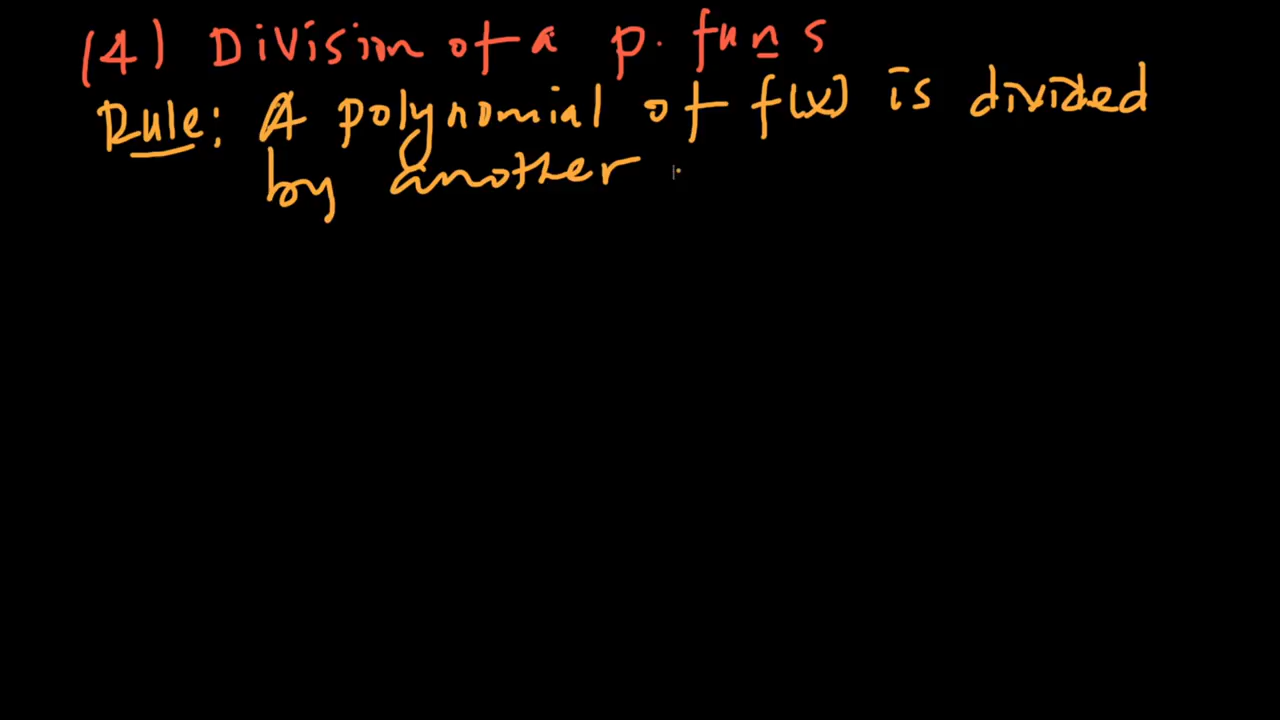 (4) Division of a p. funs
Rule: A polynomial of f(x) is divided
by another